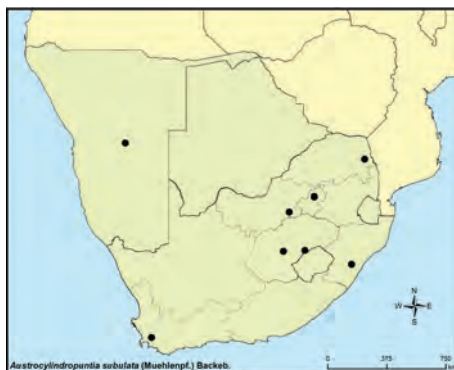 N
W E
S
Austrocylindropuntia subulata (Muehlenpf.) Backeb.
0 375 750